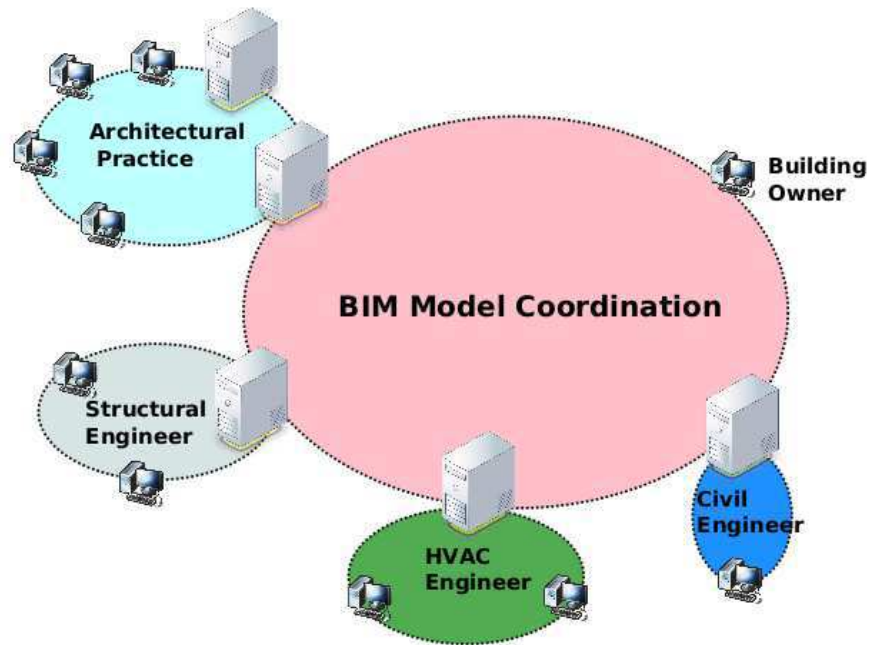 Architectural
Practice
Building
Owner
BIM Model Coordination
Structural
Engineer
HVAC
Engineer
Civil
Engineer